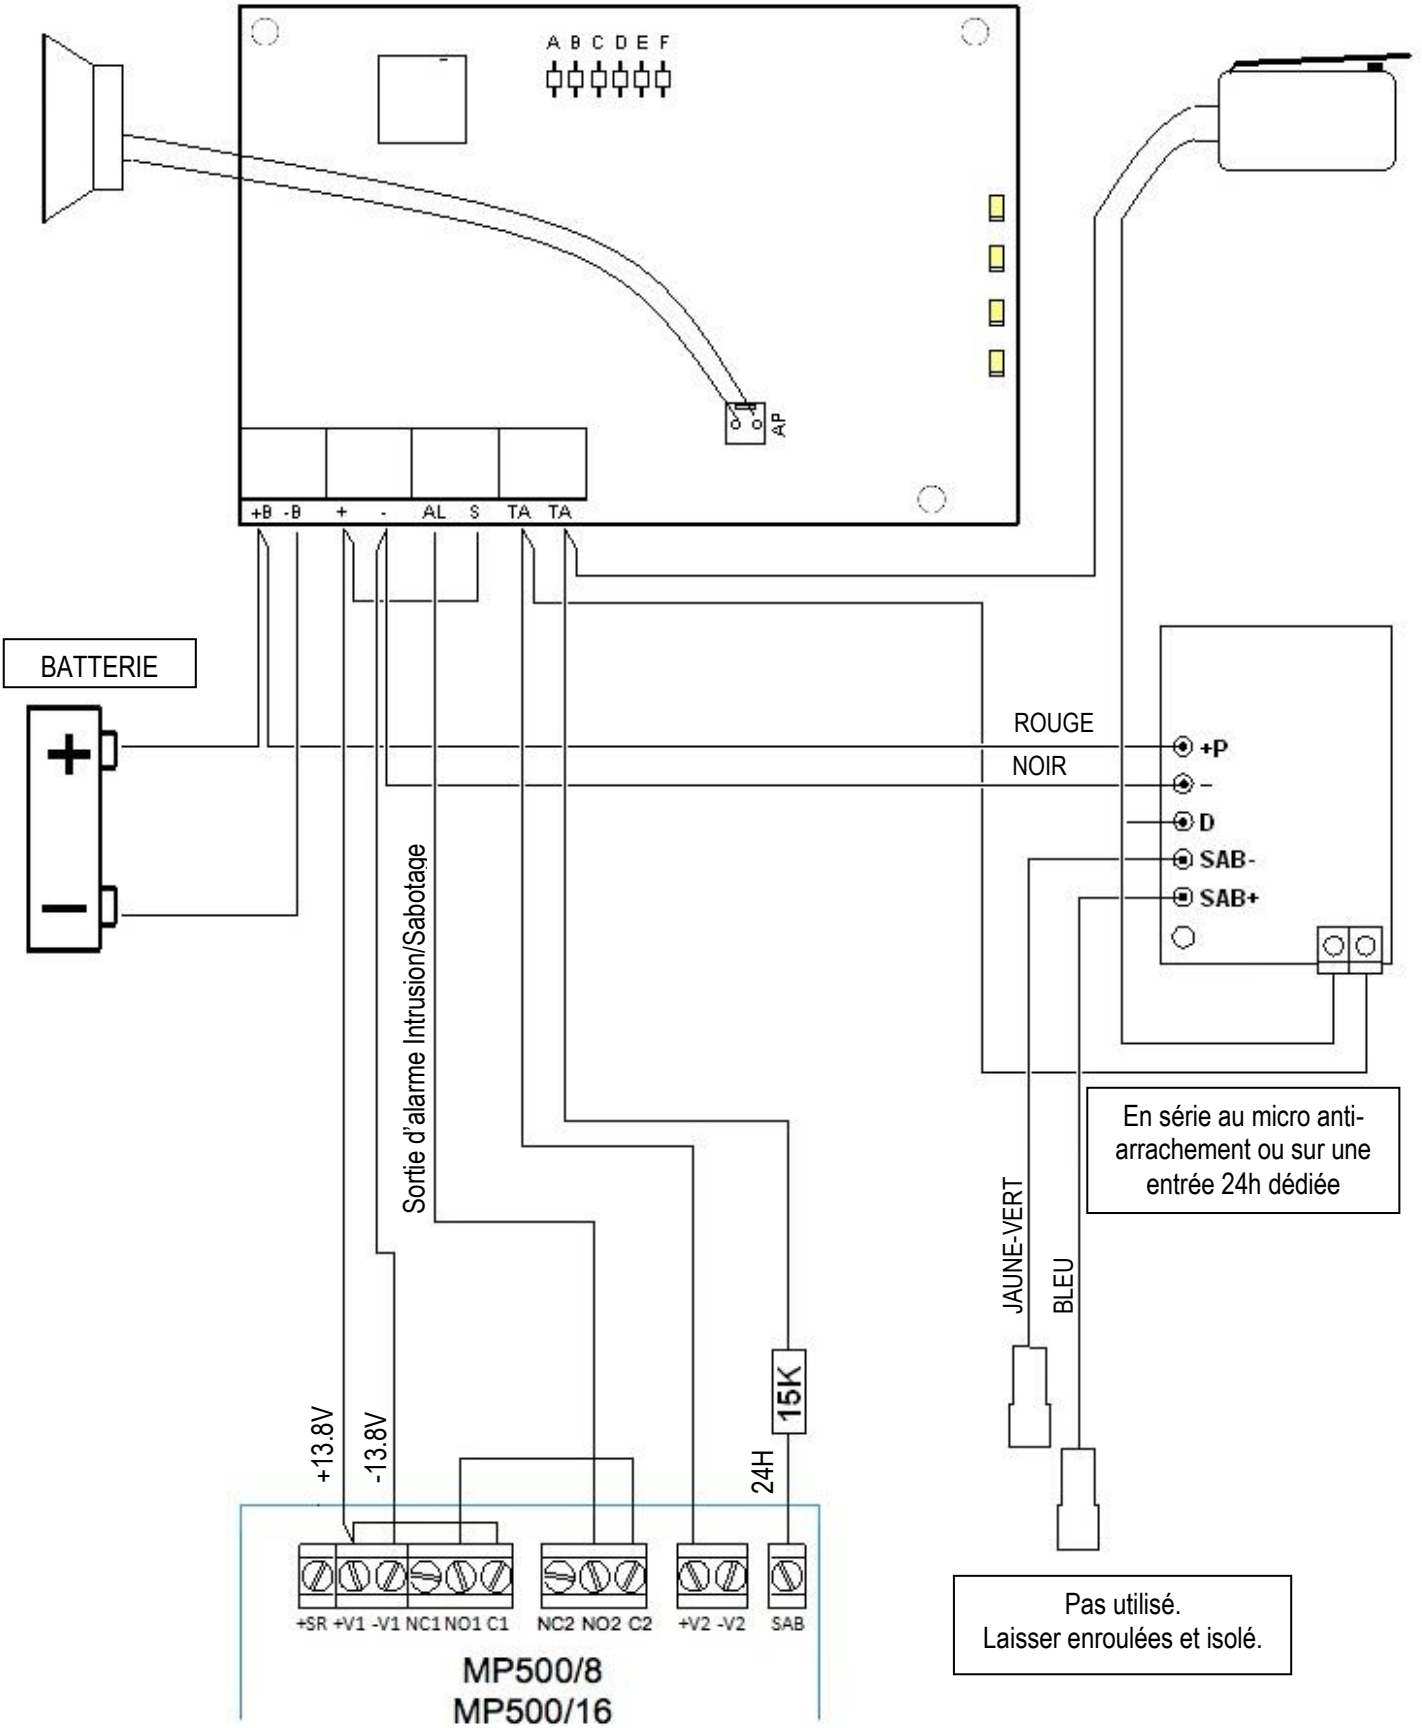 A B C D E F
AP
+B -B + - AL S TA TA
BATTERIE
ROUGE
NOIR
+P
–
D
SAB-
SAB+
Sortie d'alarme Intrusion/Sabotage
En série au micro anti-
arrachement ou sur une
entrée 24h dédiée
JAUNE-VERT
BLEU
15K
+13.8V
-13.8V
24H
+SR +V1 -V1 NC1 NO1 C1 NC2 NO2 C2 +V2 -V2 SAB
Pas utilisé.
Laisser enroulées et isolé.
MP500/8
MP500/16